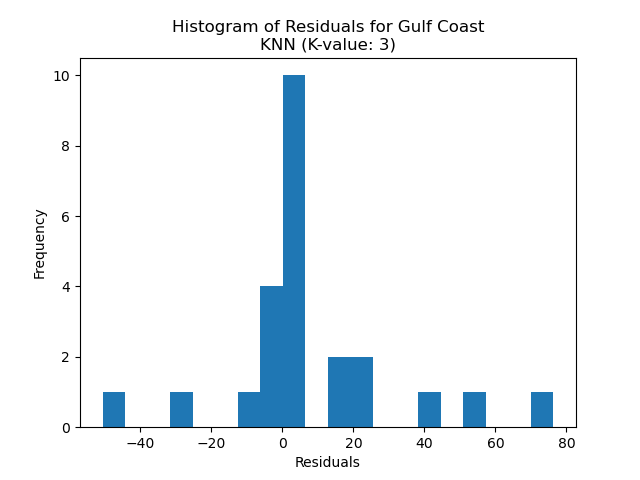 Histogram of Residuals for Gulf Coast
KNN (K-value: 3)
10
8
6
4
2
0
Frequency
−40 −20 0 20 40 60 80
Residuals